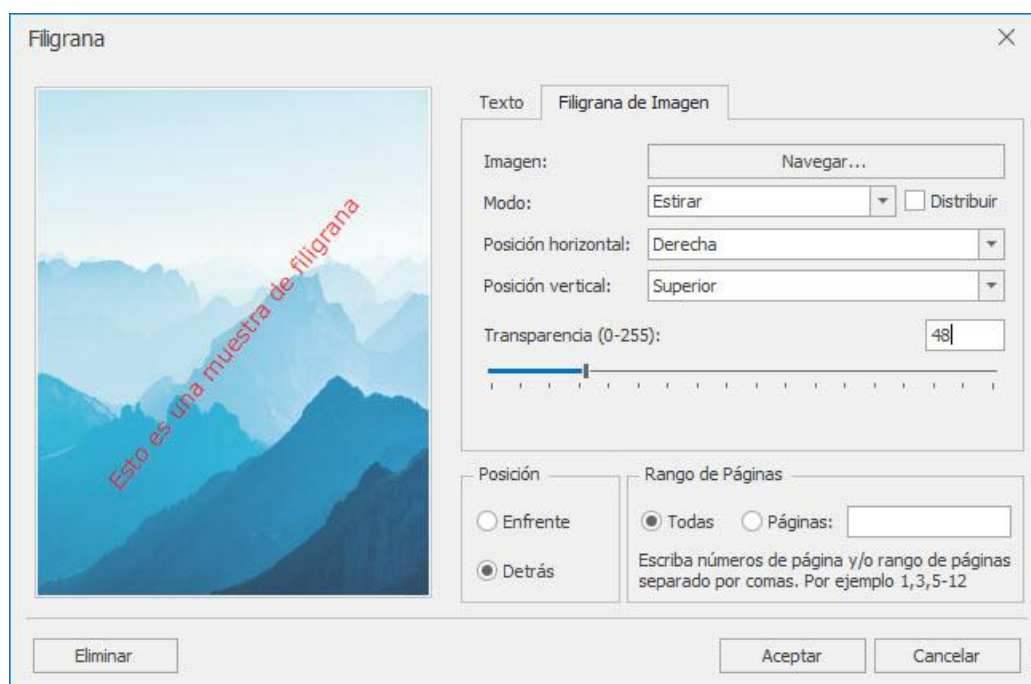 Filigrana
Esto es una muestra de filigrana
Texto
Filigrana de Imagen
Imagen:
Navegar...
Modo:
Estirar
Distribuir
Posición horizontal:
Derecha
Posición vertical:
Superior
Transparencia (0-255):
48
Posición
Enfrente
Detrás
Rango de Páginas
Todas
Páginas:
Escriba números de página y/o rango de páginas
separado por comas. Por ejemplo 1,3,5-12
Eliminar
Aceptar
Cancelar